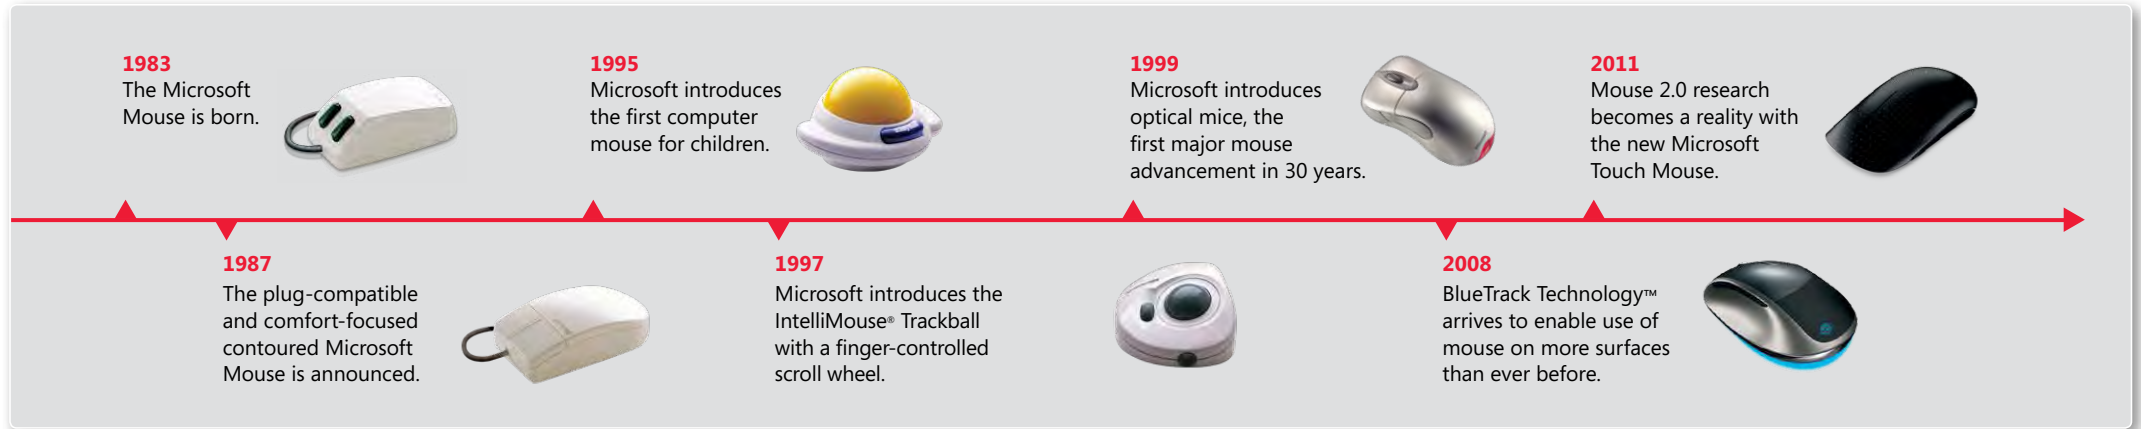 1983
The Microsoft
Mouse is born.
1987
The plug-compatible
and comfort-focused
contoured Microsoft
Mouse is announced.
1995
Microsoft introduces
the first computer
mouse for children.
1997
Microsoft introduces the
IntelliMouse® Trackball
with a finger-controlled
scroll wheel.
1999
Microsoft introduces
optical mice, the
first major mouse
advancement in 30 years.
2008
BlueTrack Technology™
arrives to enable use of
mouse on more surfaces
than ever before.
2011
Mouse 2.0 research
becomes a reality with
the new Microsoft
Touch Mouse.